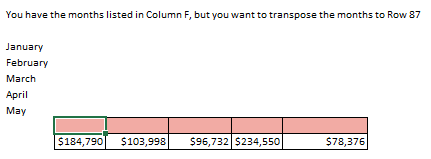 You have the months listed in Column F, but you want to transpose the months to Row 87
January
February
March
April
May
$184,790 $103,998 $96,732 $234,550 $78,376